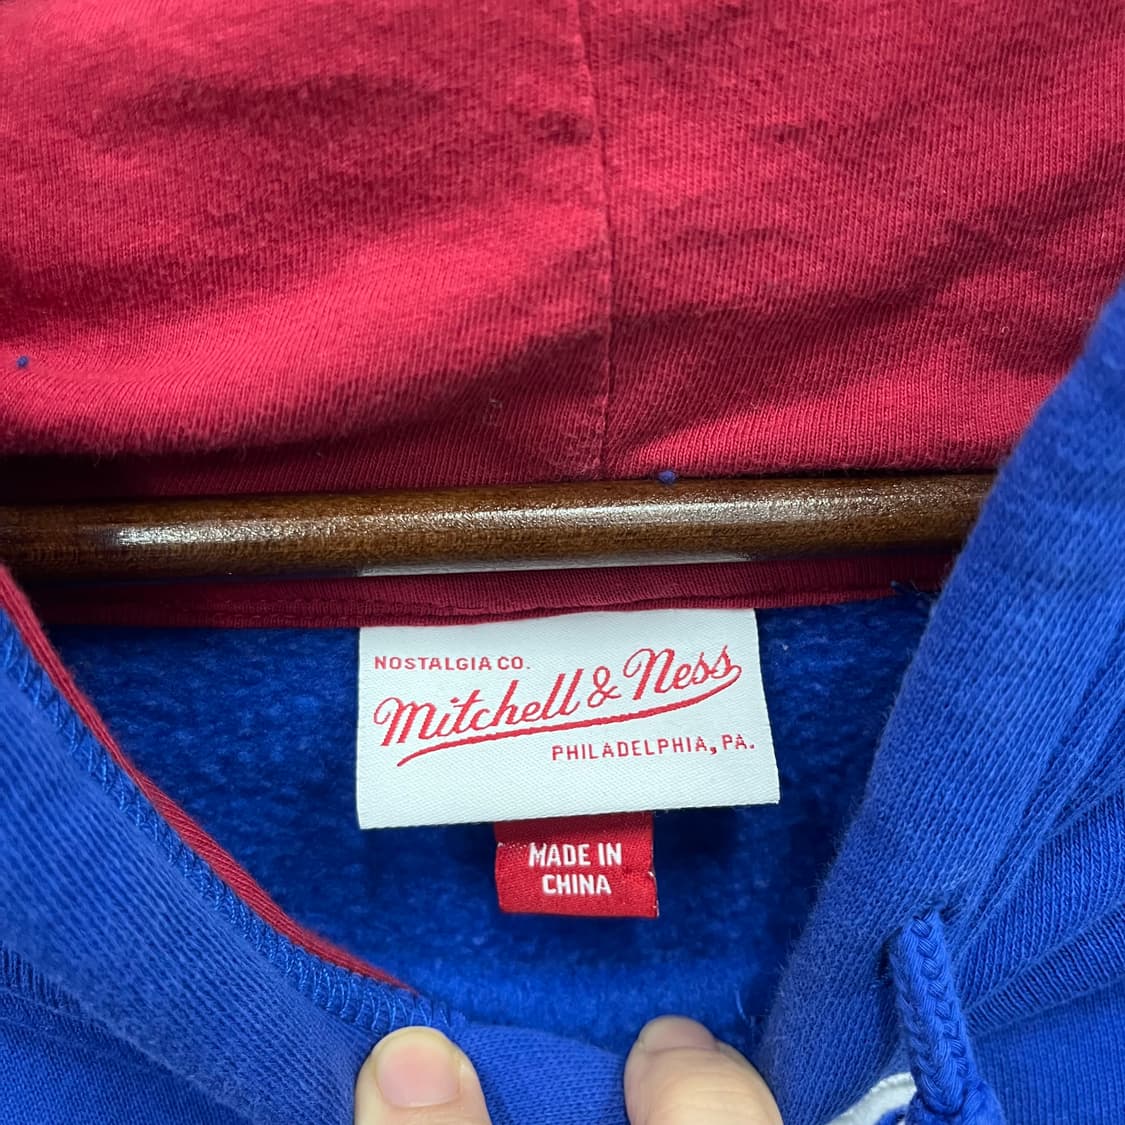 NOSTALGIA CO.
Mitchell & Ness
PHILADELPHIA, PA.
MADE IN
CHINA